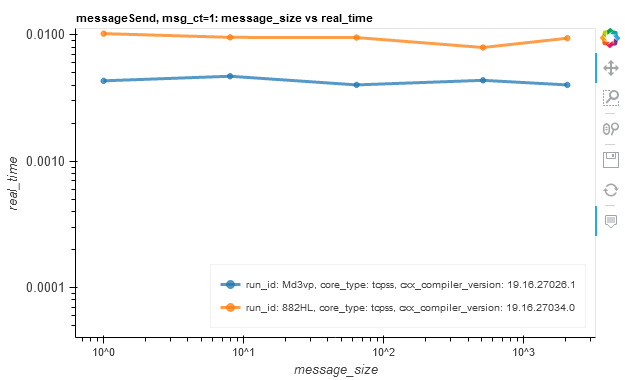 messageSend, msg_ct=1: message_size vs real_time
0.0100
0.0010
0.0001
real_time
run_id: Md3vp, core_type: tcpss, cxx_compiler_version: 19.16.27026.1
run_id: 882HL, core_type: tcpss, cxx_compiler_version: 19.16.27034.0
10^0 10^1 10^2 10^3
message_size